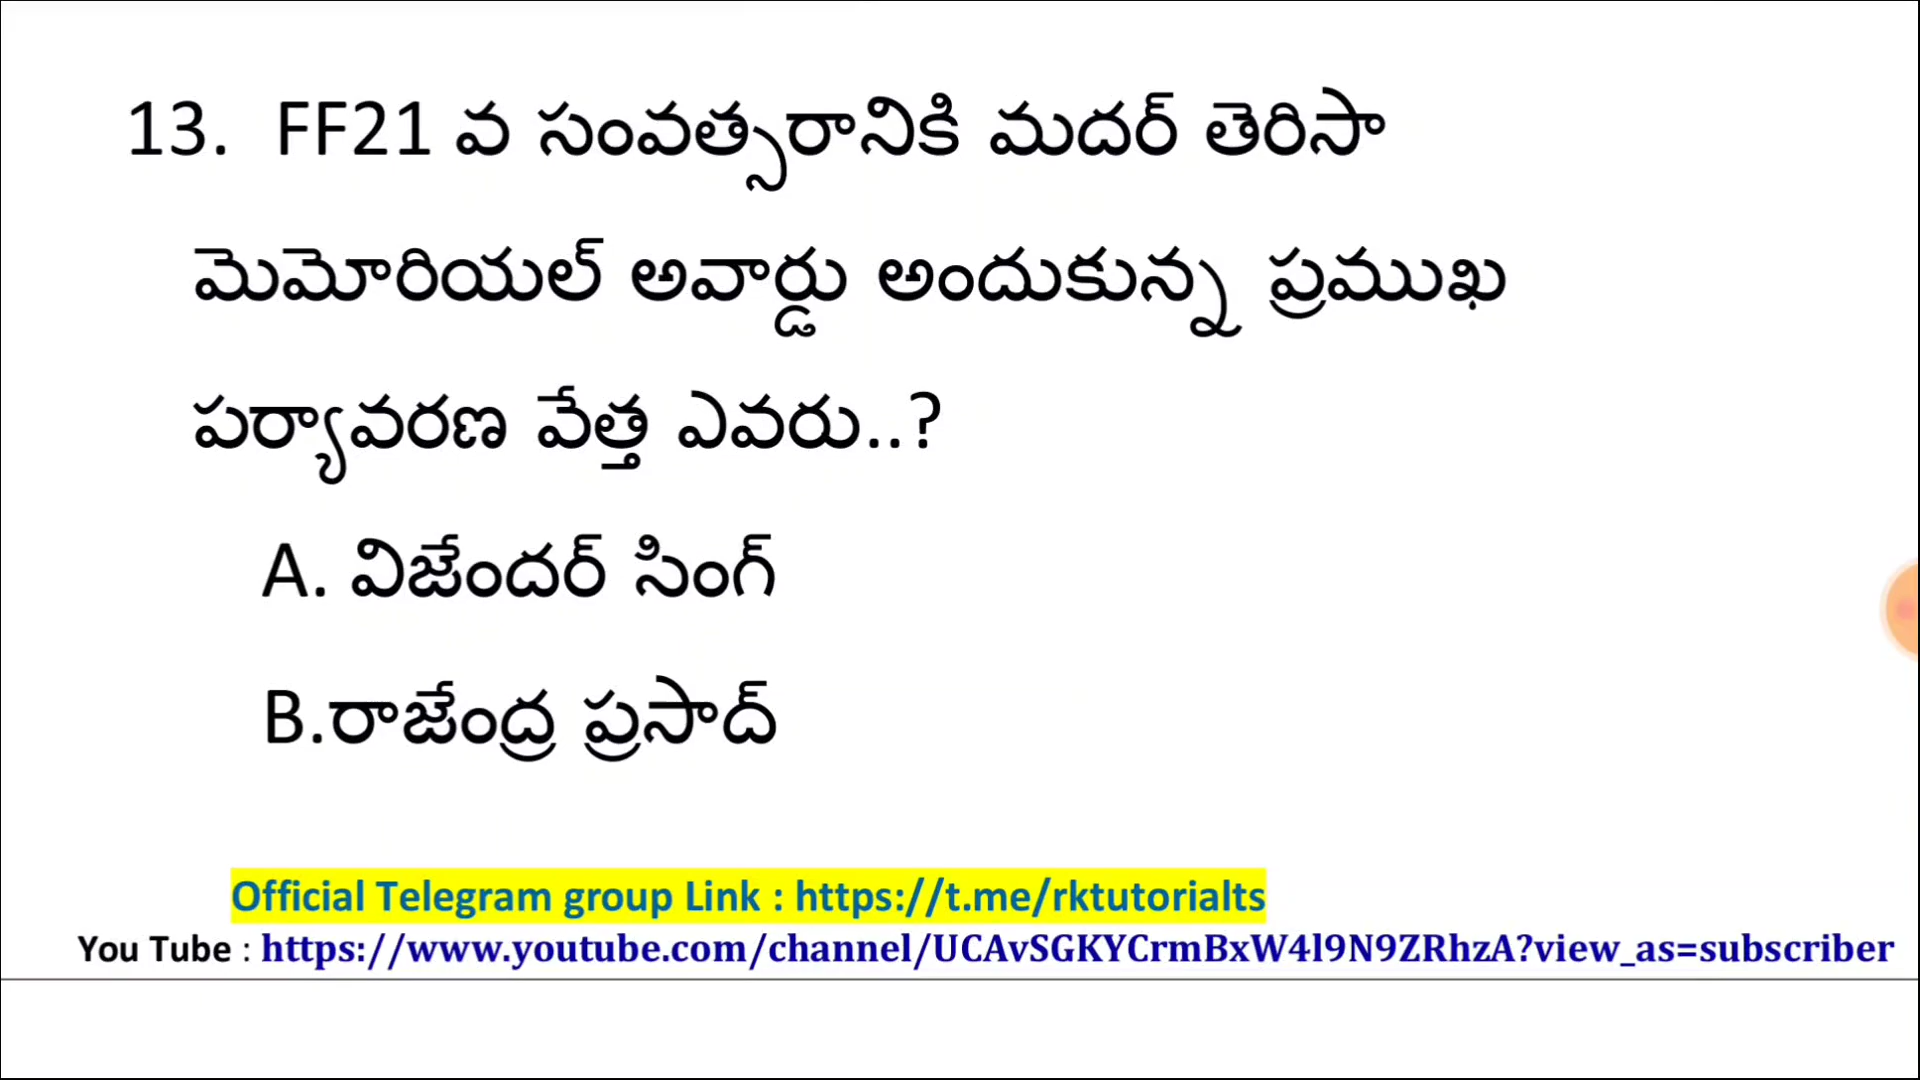 13. FF21 వ సంవత్సరానికి మదర్ తెరిసా
మెమోరియల్ అవార్డు అందుకున్న ప్రముఖ
పర్యావరణ వేత్త ఎవరు..?
A. విజేందర్ సింగ్
B.రాజేంద్ర ప్రసాద్
Official Telegram group Link : https://t.me/rktutorialts
You Tube : https://www.youtube.com/channel/UCAvSGKYCrmBxW4l9N9ZRhzA?view_as=subscriber